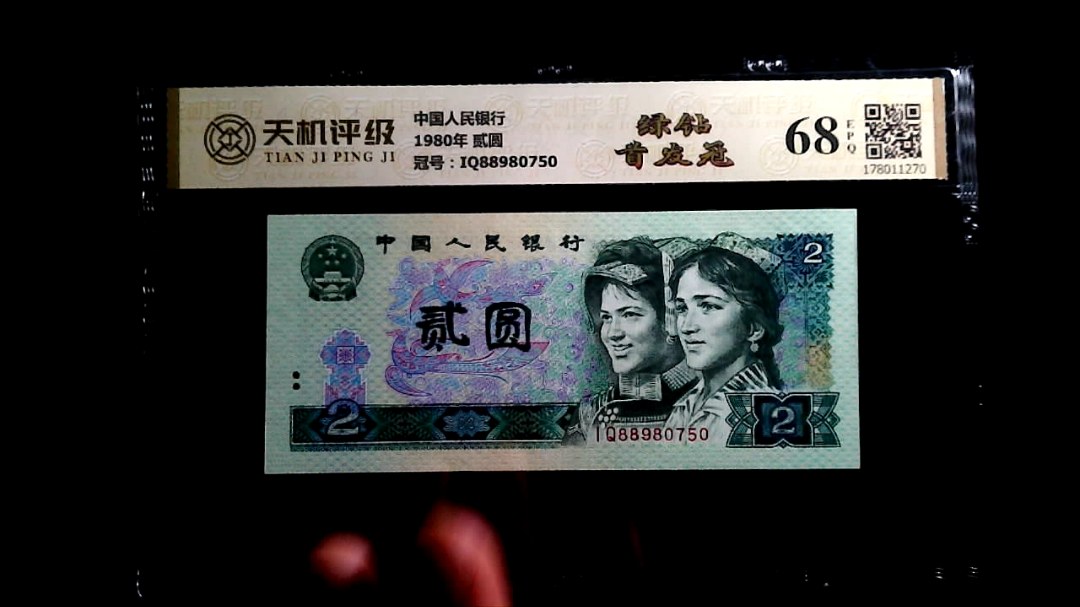 天机评级
TIAN JI PING JI
中国人民银行
1980年 贰圆
冠号：IQ88980750
绿钻
首发冠
68
EPQ
178011270
中国人民银行
2
贰圆
2
IQ88980750
2